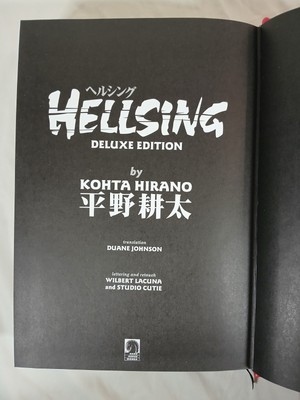 ヘルシング
HELLSING
DELUXE EDITION
by
KOHTA HIRANO
平野耕太
translation
DUANE JOHNSON
lettering and retouch
WILBERT LACUNA
and STUDIO CUTIE